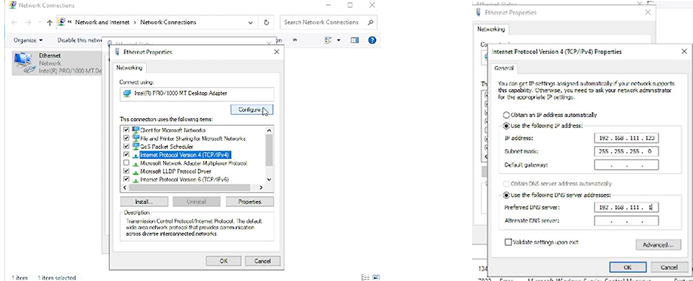 Network Connections
« Network and Internet › Network Connections
Search Network Connections
Organize
Disable this netw
Ethernet
Network
Intel(R) PRO/1000 MT De
Ethernet Properties
Networking
Connect using:
Intel(R) PRO/1000 MT Desktop Adapter
Configure...
This connection uses the following items:
Client for Microsoft Networks
File and Printer Sharing for Microsoft Networks
QoS Packet Scheduler
Internet Protocol Version 4 (TCP/IPv4)
Microsoft Network Adapter Multiplexor Protocol
Microsoft LLDP Protocol Driver
Internet Protocol Version 6 (TCP/IPv6)
Install...
Uninstall
Properties
Description
Transmission Control Protocol/Internet Protocol. The default
wide area network protocol that provides communication
across diverse interconnected networks.
OK
Cancel
1 item
1 item selected
Ethernet Properties
Networking
Internet Protocol Version 4 (TCP/IPv4) Properties
General
You can get IP settings assigned automatically if your network supports
this capability. Otherwise, you need to ask your network administrator
for the appropriate IP settings.
Obtain an IP address automatically
Use the following IP address:
IP address:
192 . 168 . 111 . 123
Subnet mask:
255 . 255 . 255 . 0
Default gateway:
. . .
Obtain DNS server address automatically
Use the following DNS server addresses:
Preferred DNS server:
192 . 168 . 111 . 1
Alternate DNS server:
. . .
Validate settings upon exit
Advanced...
OK
Cancel